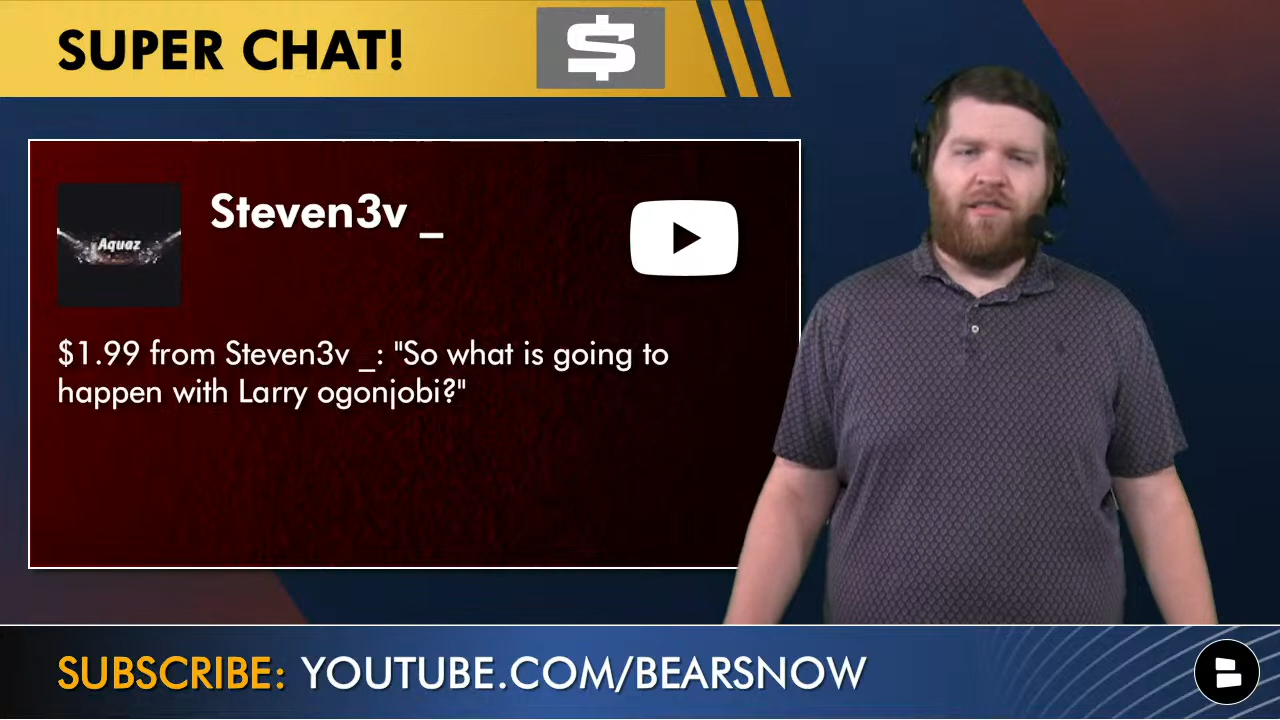 SUPER CHAT!
Steven3v _
Aquaz
$1.99 from Steven3v _: "So what is going to
happen with Larry ogonjobi?"
SUBSCRIBE: YOUTUBE.COM/BEARSNOW